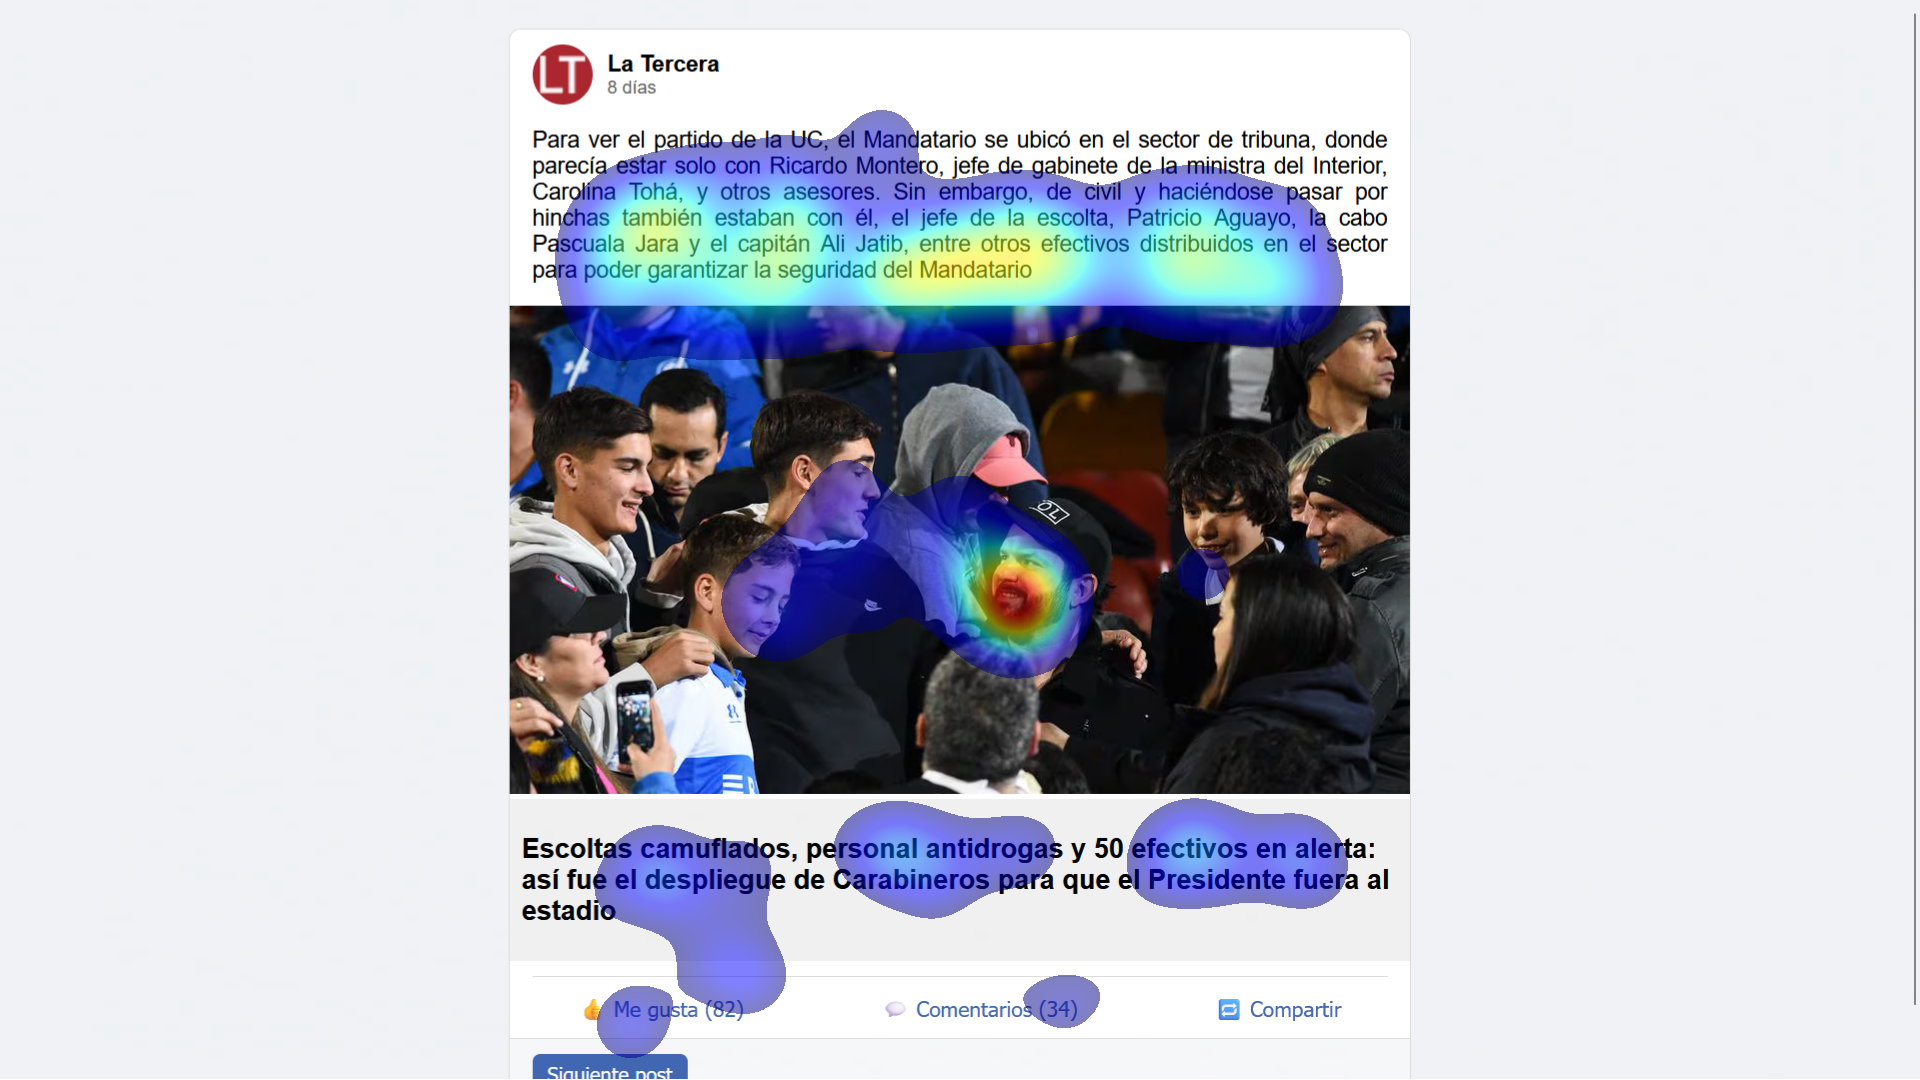 LT
La Tercera
8 días
Para ver el partido de la UC, el Mandatario se ubicó en el sector de tribuna, donde
parecía estar solo con Ricardo Montero, jefe de gabinete de la ministra del Interior,
Carolina Tohá, y otros asesores. Sin embargo, de civil y haciéndose pasar por
hinchas también estaban con él, el jefe de la escolta, Patricio Aguayo, la cabo
Pascuala Jara y el capitán Ali Jatib, entre otros efectivos distribuidos en el sector
para poder garantizar la seguridad del Mandatario
OL
Escoltas camuflados, personal antidrogas y 50 efectivos en alerta:
así fue el despliegue de Carabineros para que el Presidente fuera al
estadio
Me gusta (82)
Comentarios (34)
Compartir
Siguiente post